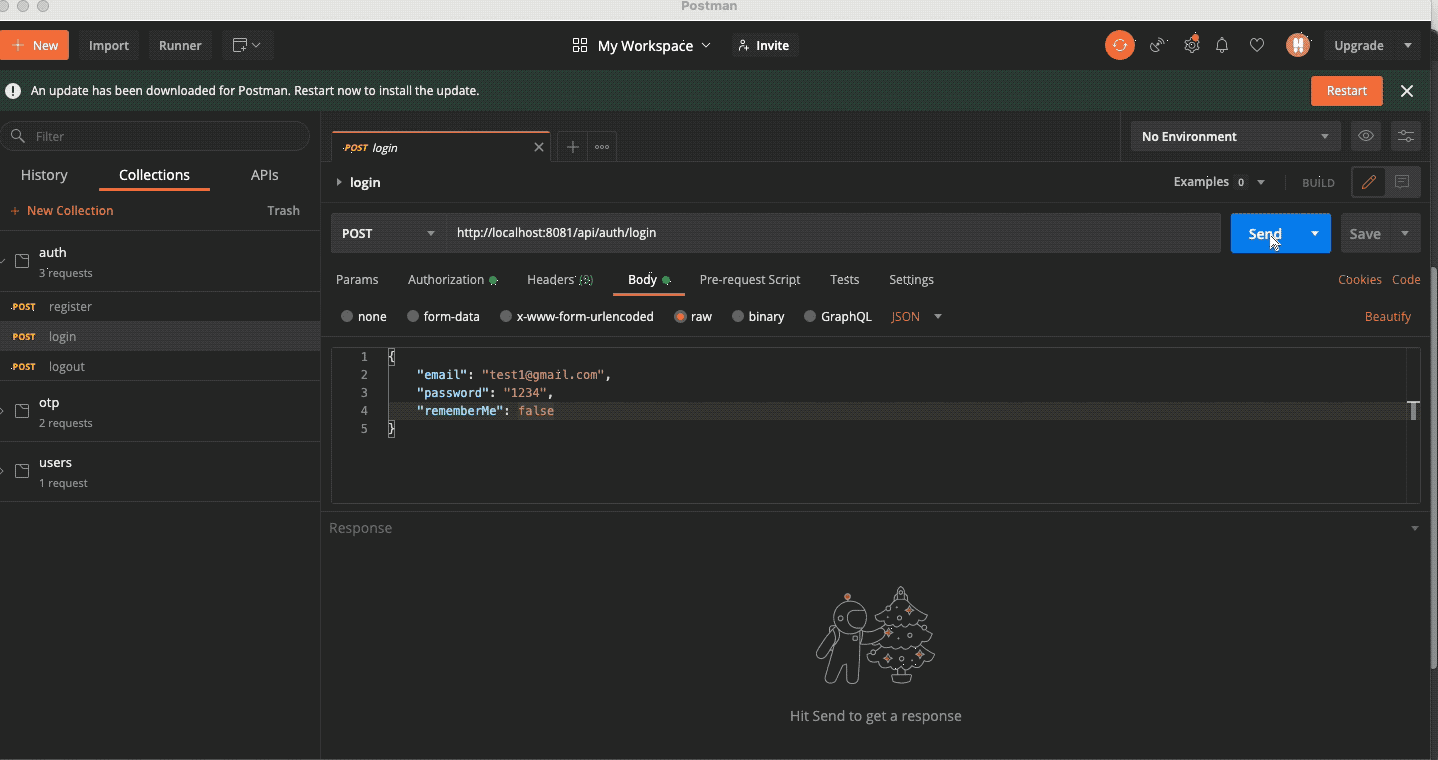 Postman
New Import Runner My Workspace Invite Upgrade
An update has been downloaded for Postman. Restart now to install the update. Restart
Filter
History Collections APIs
+ New Collection Trash
auth
3 requests
POST register
POST login
POST logout
otp
2 requests
users
1 request
POST login No Environment
login Examples 0 BUILD
POST http://localhost:8081/api/auth/login Send Save
Params Authorization Headers Body Pre-request Script Tests Settings Cookies Code
none form-data x-www-form-urlencoded raw binary GraphQL JSON Beautify
1 {
2 "email": "test1@gmail.com",
3 "password": "1234",
4 "rememberMe": false
5 }
Response
Hit Send to get a response